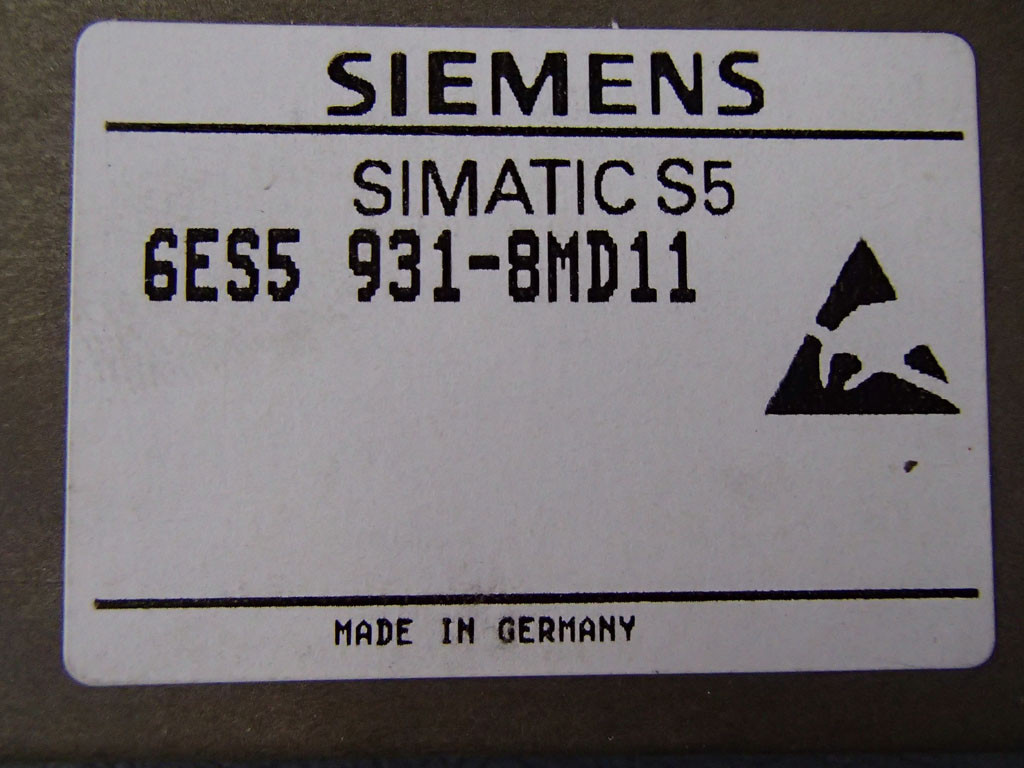 SIEMENS
SIMATIC S5
6ES5 931-8MD11
MADE IN GERMANY